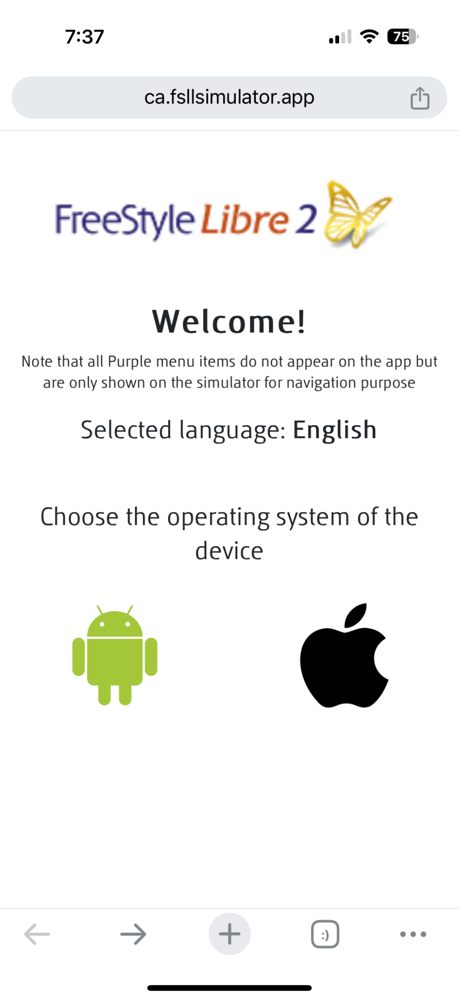 7:37
75
ca.fsllsimulator.app
FreeStyle Libre 2
Welcome!
Note that all Purple menu items do not appear on the app but
are only shown on the simulator for navigation purpose
Selected language: English
Choose the operating system of the
device
:)